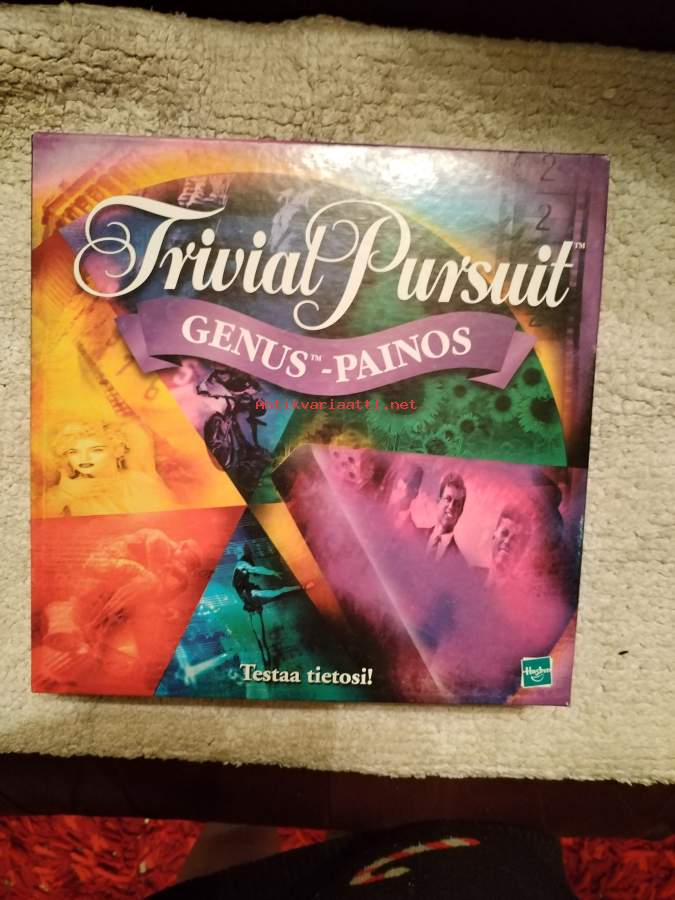 Trivial Pursuit™
GENUS™-PAINOS
Antikvariaatti.net
Testaa tietosi!
Hasbro